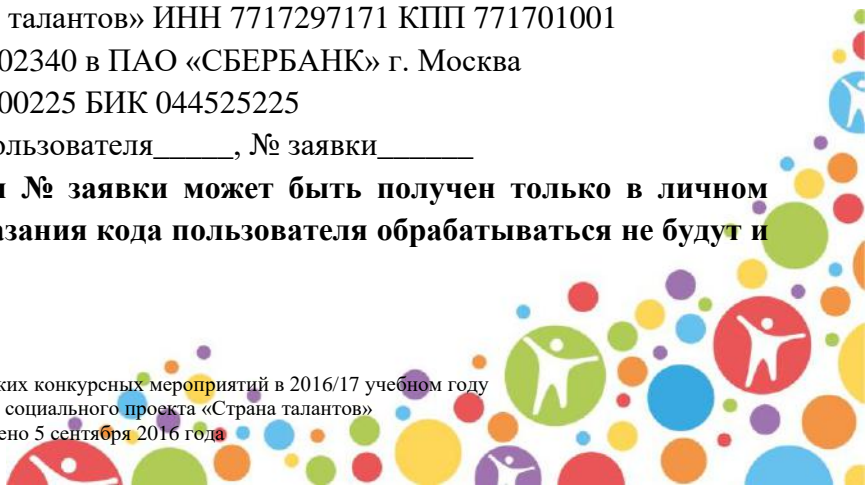 талантов» ИНН 7717297171 КПП 771701001
02340 в ПАО «СБЕРБАНК» г. Москва
00225 БИК 044525225
ользователя_____, № заявки______
№ заявки может быть получен только в личном
азания кода пользователя обрабатываться не будут и
ких конкурсных мероприятий в 2016/17 учебном году
социального проекта «Страна талантов»
ено 5 сентября 2016 года